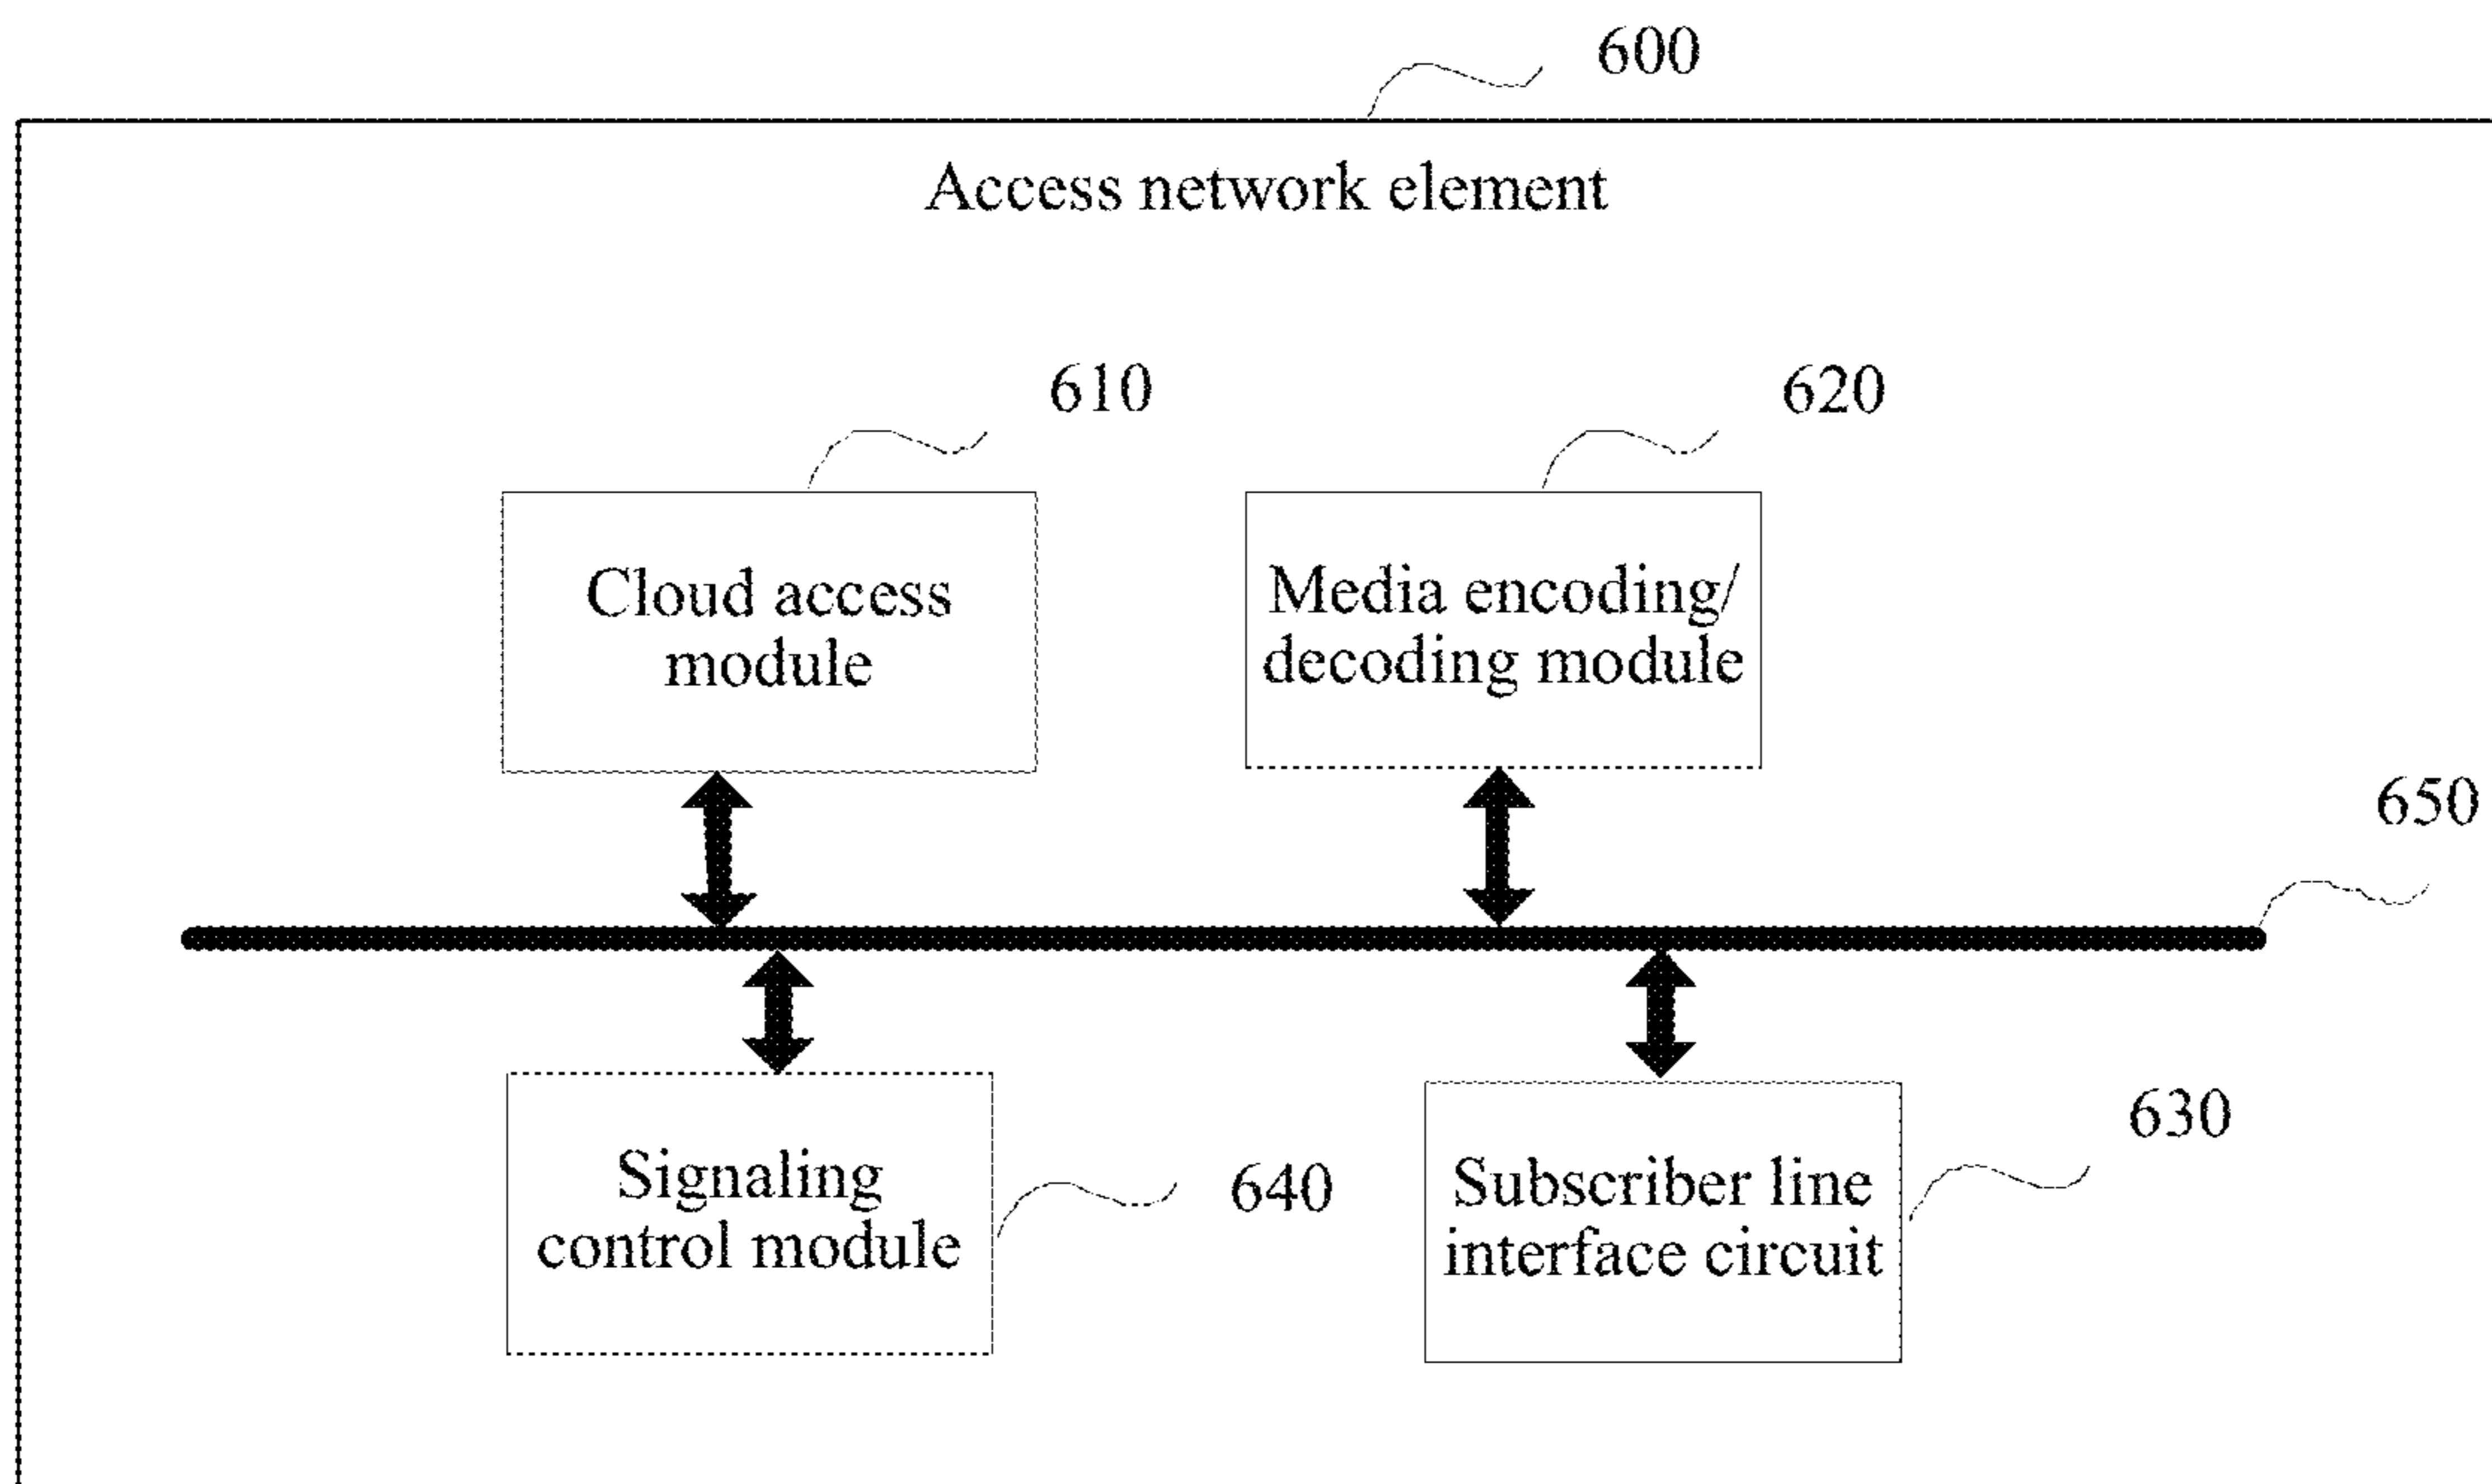 600
Access network element
610
620
Cloud access
module
Media encoding/
decoding module
650
Signaling
control module
640
Subscriber line
interface circuit
630